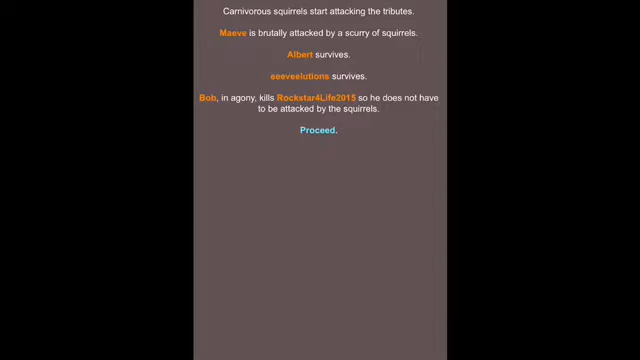 Carnivorous squirrels start attacking the tributes.
Maeve is brutally attacked by a scurry of squirrels.
Albert survives.
eeeveelutions survives.
Bob, in agony, kills Rockstar4Life2015 so he does not have
to be attacked by the squirrels.
Proceed.